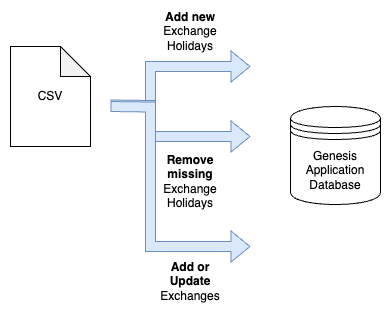 Add new
Exchange
Holidays
CSV
Remove
missing
Exchange
Holidays
Genesis
Application
Database
Add or
Update
Exchanges